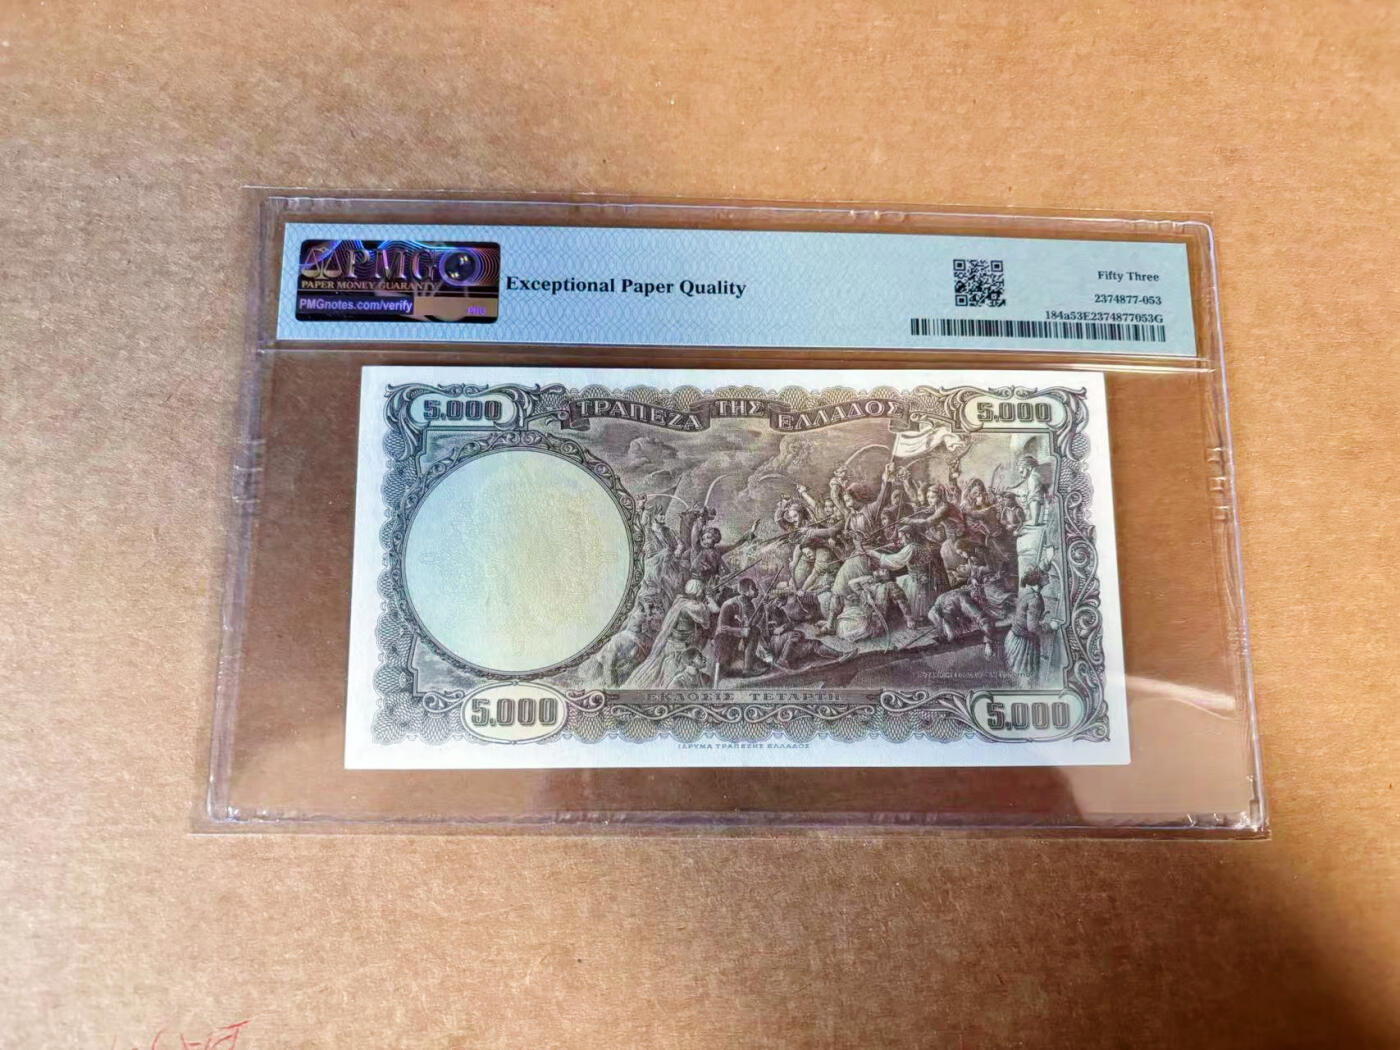 PMG
PAPER MONEY GUARANTY
PMGnotes.com/verify
Exceptional Paper Quality
Fifty Three
2374877-053
184a53E2374877053G
5.000
ΤΡΑΠΕΖΑ ΤΗΣ ΕΛΛΑΔΟΣ
5.000
ΕΚΔΟΣΙΣ ΤΕΤΑΡΤΗ
5.000
5.000
ΙΔΡΥΜΑ ΤΡΑΠΕΖΗΣ ΕΛΛΑΔΟΣ